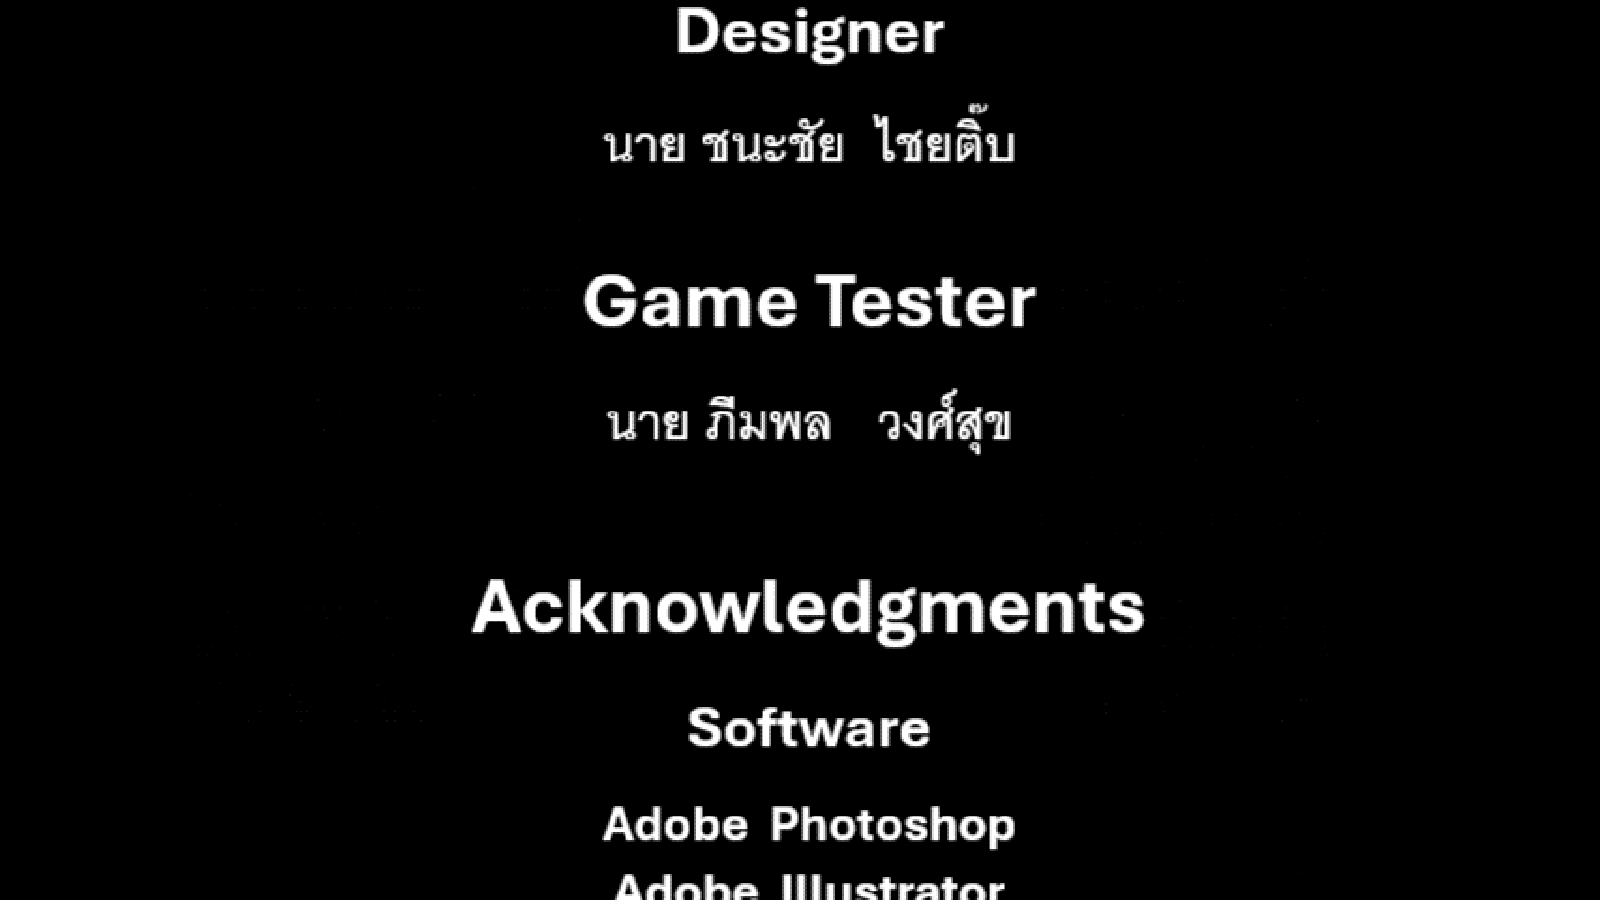 Designer
นาย ชนะชัย ไชยติ๊บ
Game Tester
นาย ภีมพล วงศ์สุข
Acknowledgments
Software
Adobe Photoshop
Adobe Illustrator